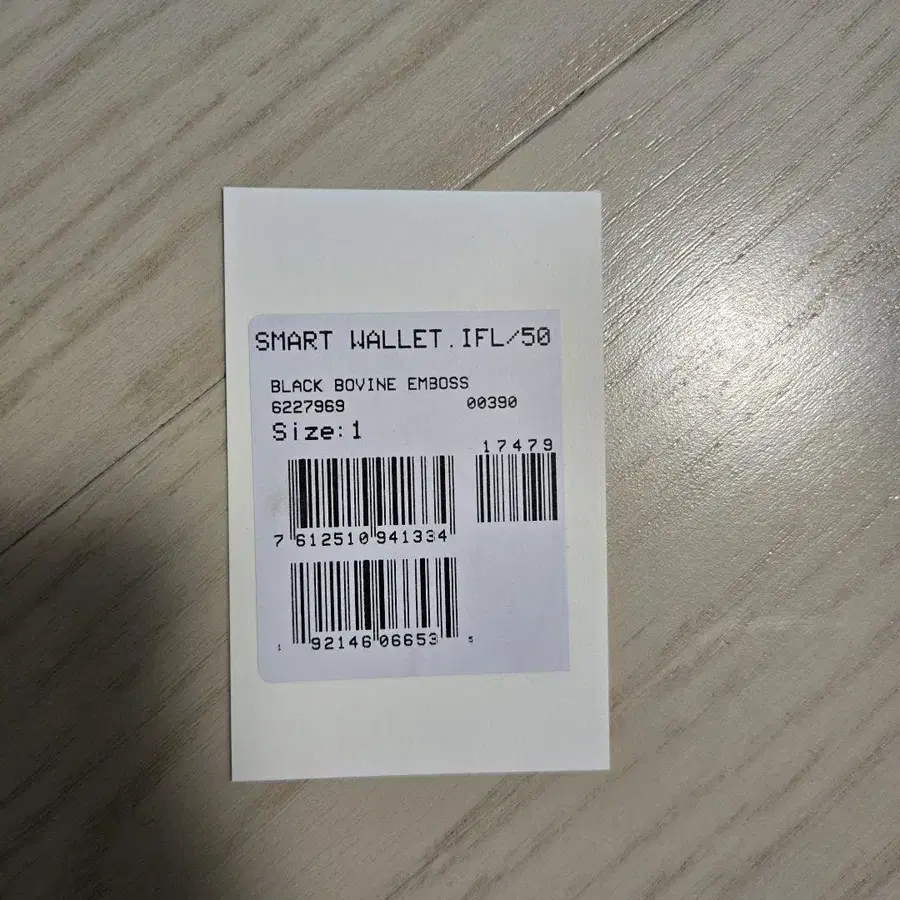 SMART WALLET.IFL/50
BLACK BOVINE EMBOSS
6227969 00390
Size:1
17479
7 612510 941334
1 92146 06653 5